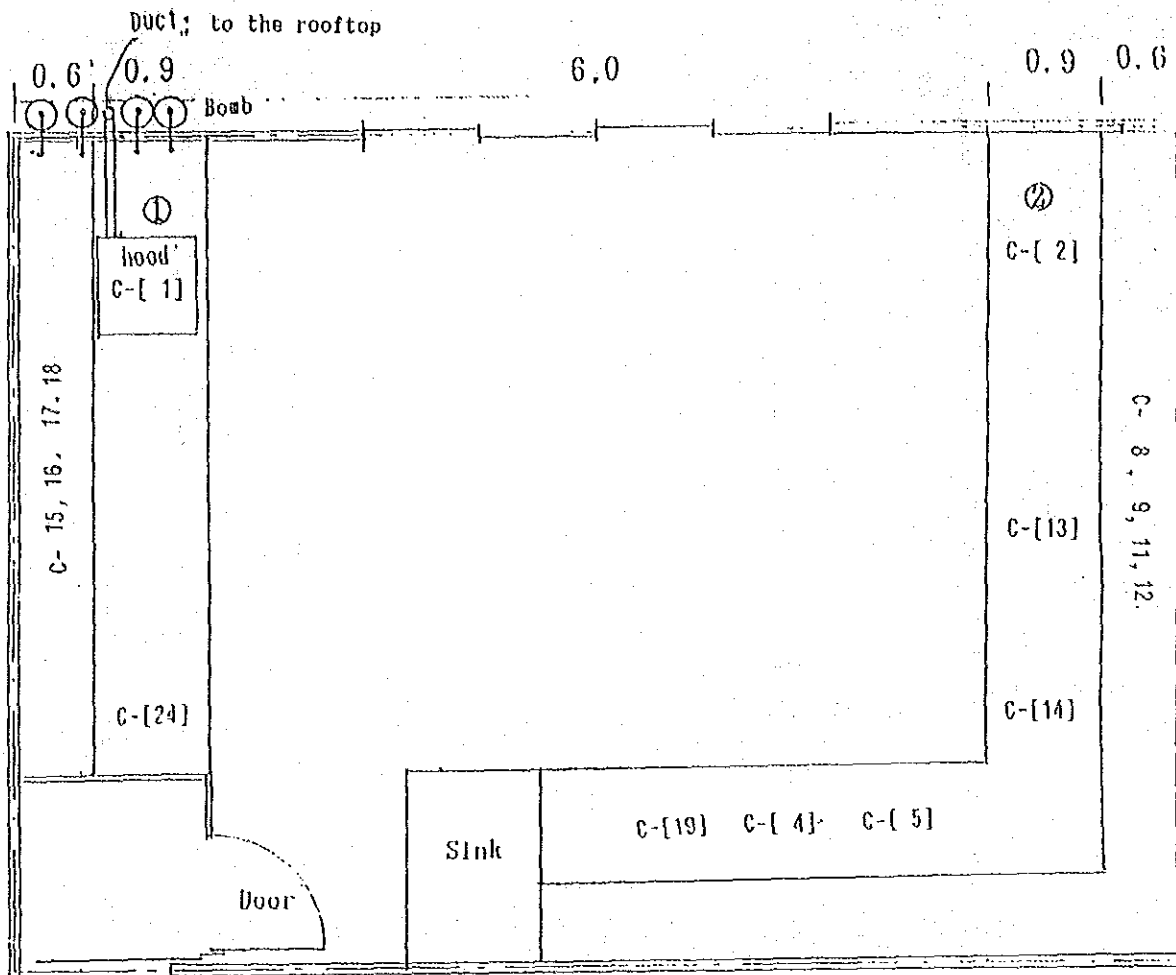 Duct; to the rooftop
0.6 0.9 6.0 0.9 0.6
Bomb
①
hood
C-[ 1]
②
C-[ 2]
C- 15, 16. 17. 18
C- 8 , 9, 11, 12.
C-[13]
C-[24]
C-[14]
C-[19] C-[ 4] C-[ 5]
Sink
Door